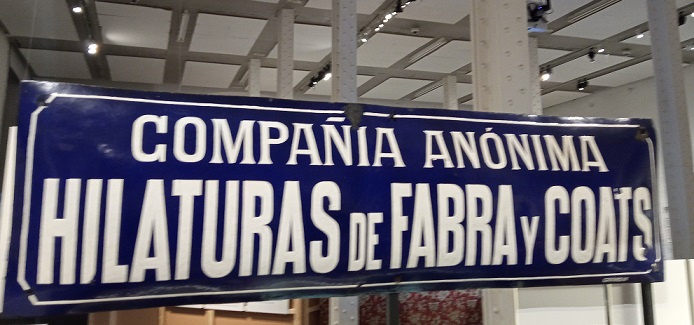 COMPAÑIA ANÓNIMA
HILATURAS DE FABRA Y COATS